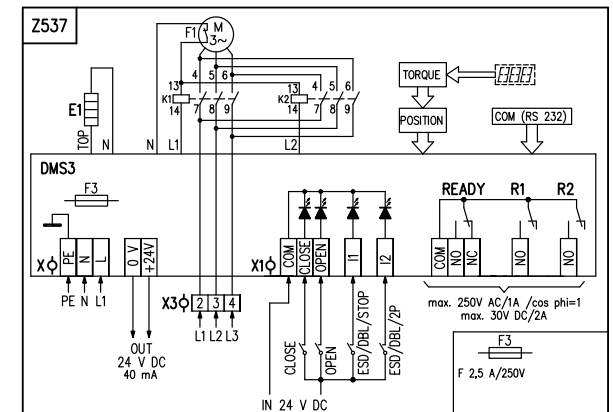 Z537
F1
M
3~
4 5 6
4 5 6
13
K1
14
7 8 9
13
K2
14
7 8 9
TORQUE
POSITION
COM (RS 232)
E1
TOP
N
N
L1
L2
DMS3
F3
READY R1 R2
X
PE
N
L
0 V
+24V
X1
COM
CLOSE
OPEN
I1
I2
COM
NO
NC
NO
NO
PE N L1
X3
2 3 4
L1 L2 L3
max. 250V AC/1A /cos phi=1
max. 30V DC/2A
OUT
24 V DC
40 mA
CLOSE
OPEN
ESD/DBL/STOP
ESD/DBL/2P
IN 24 V DC
F3
F 2,5 A/250V